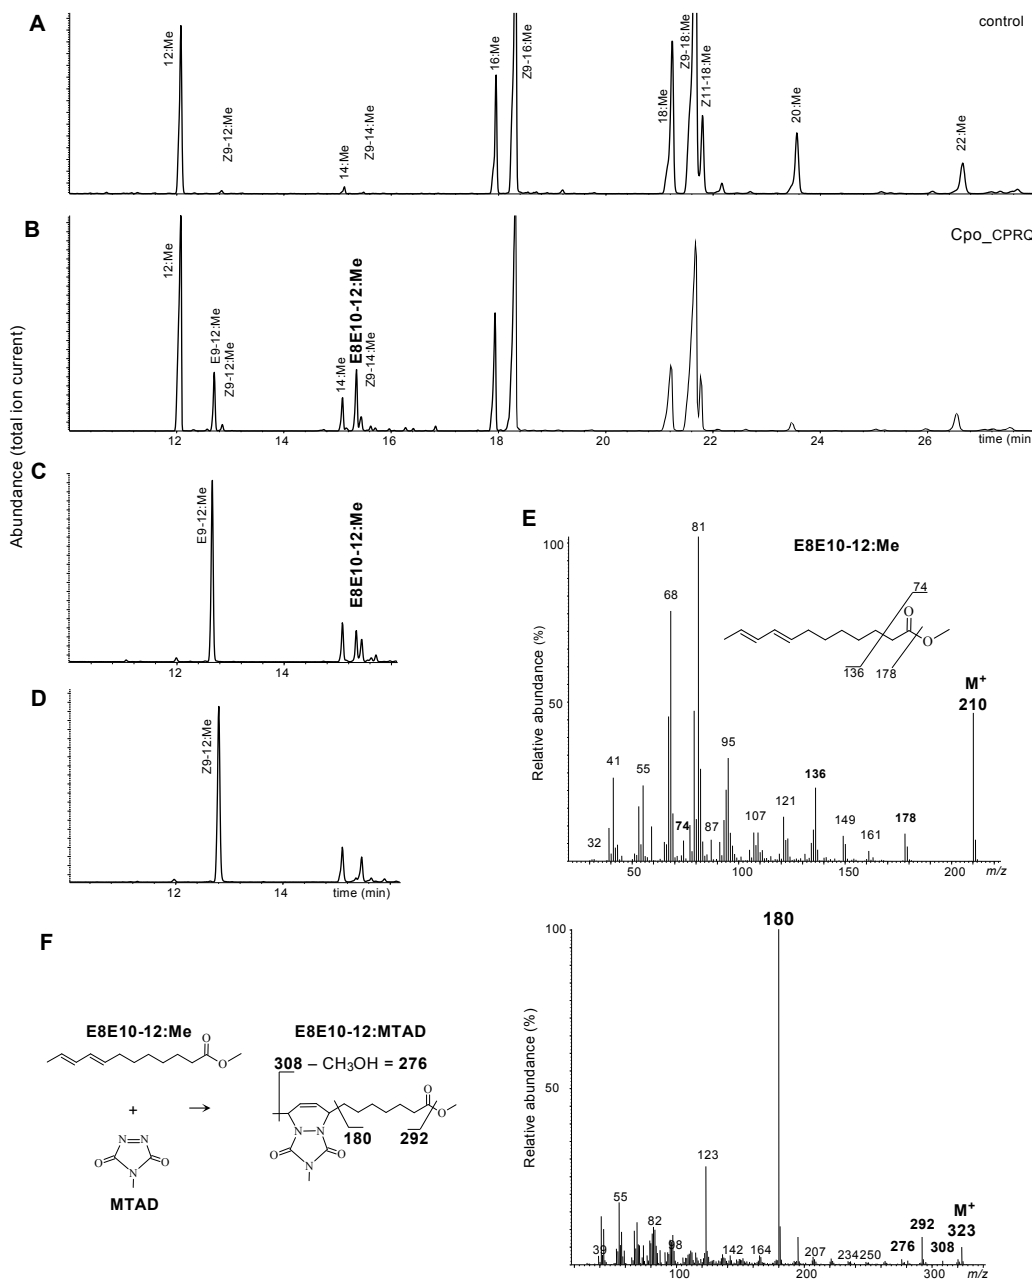 A
control
12:Me
Z9-12:Me
14:Me
Z9-14:Me
16:Me
Z9-16:Me
18:Me
Z9-18:Me
Z11-18:Me
20:Me
22:Me
B
Cpo_CPRQ
12:Me
E9-12:Me
Z9-12:Me
14:Me
E8E10-12:Me
Z9-14:Me
12 14 16 18 20 22 24 26
time (min
Abundance (total ion current)
C
E9-12:Me
E8E10-12:Me
12 14
D
Z9-12:Me
12 14
time (min)
E
E8E10-12:Me
Relative abundance (%)
100
50
81
68
41
55
32
74
87
95
107
121
136
149
161
178
M+
210
74
O
O
136 178
50 100 150 200 m/z
F
E8E10-12:Me
O
O
+
N=N
O N O
MTAD
E8E10-12:MTAD
308 – CH3OH = 276
O
O
N-N
O N O
180 292
Relative abundance (%)
100
50
180
123
55
39
82
98
142
164
207
234
250
276
292
308
M+
323
100 200 300 m/z